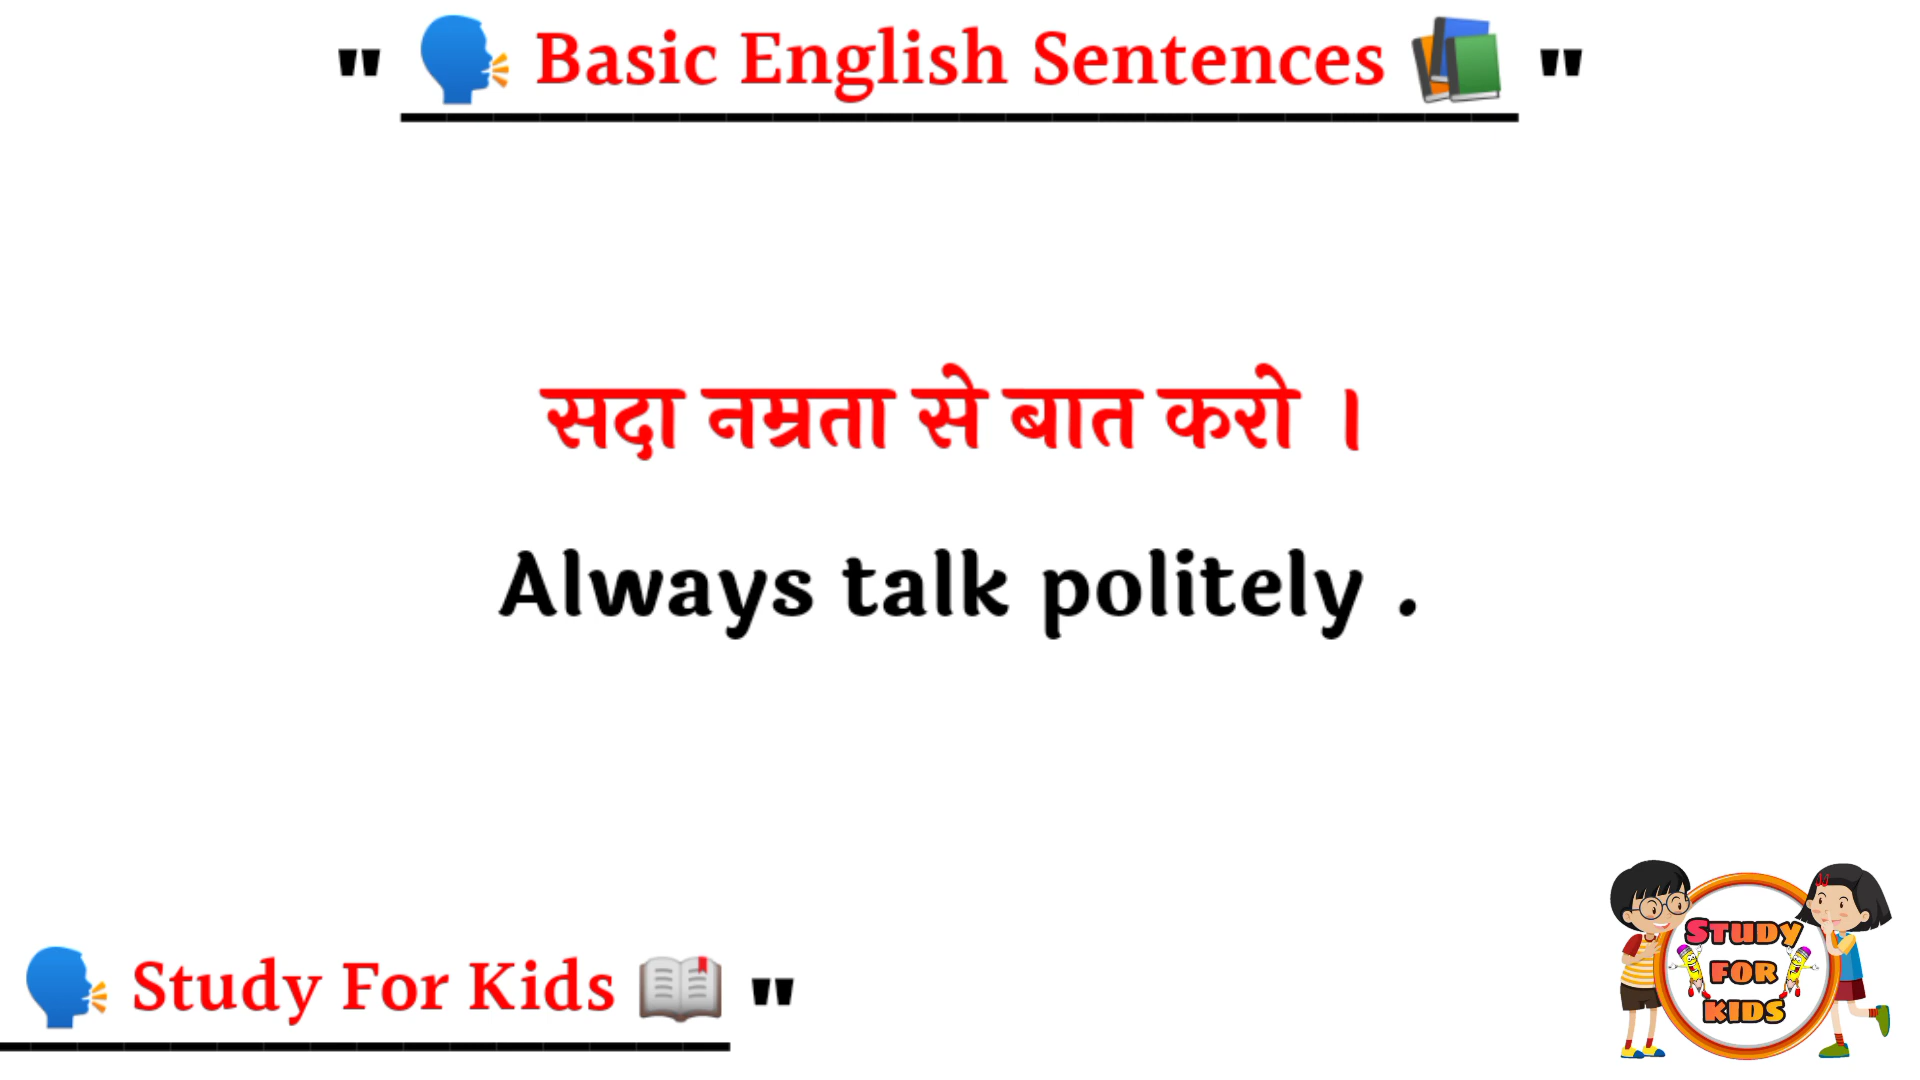 " 🗣️ Basic English Sentences 📚 "
सदा नम्रता से बात करो ।
Always talk politely .
🗣️ Study For Kids 📖 "
STUDY
FOR
KIDS